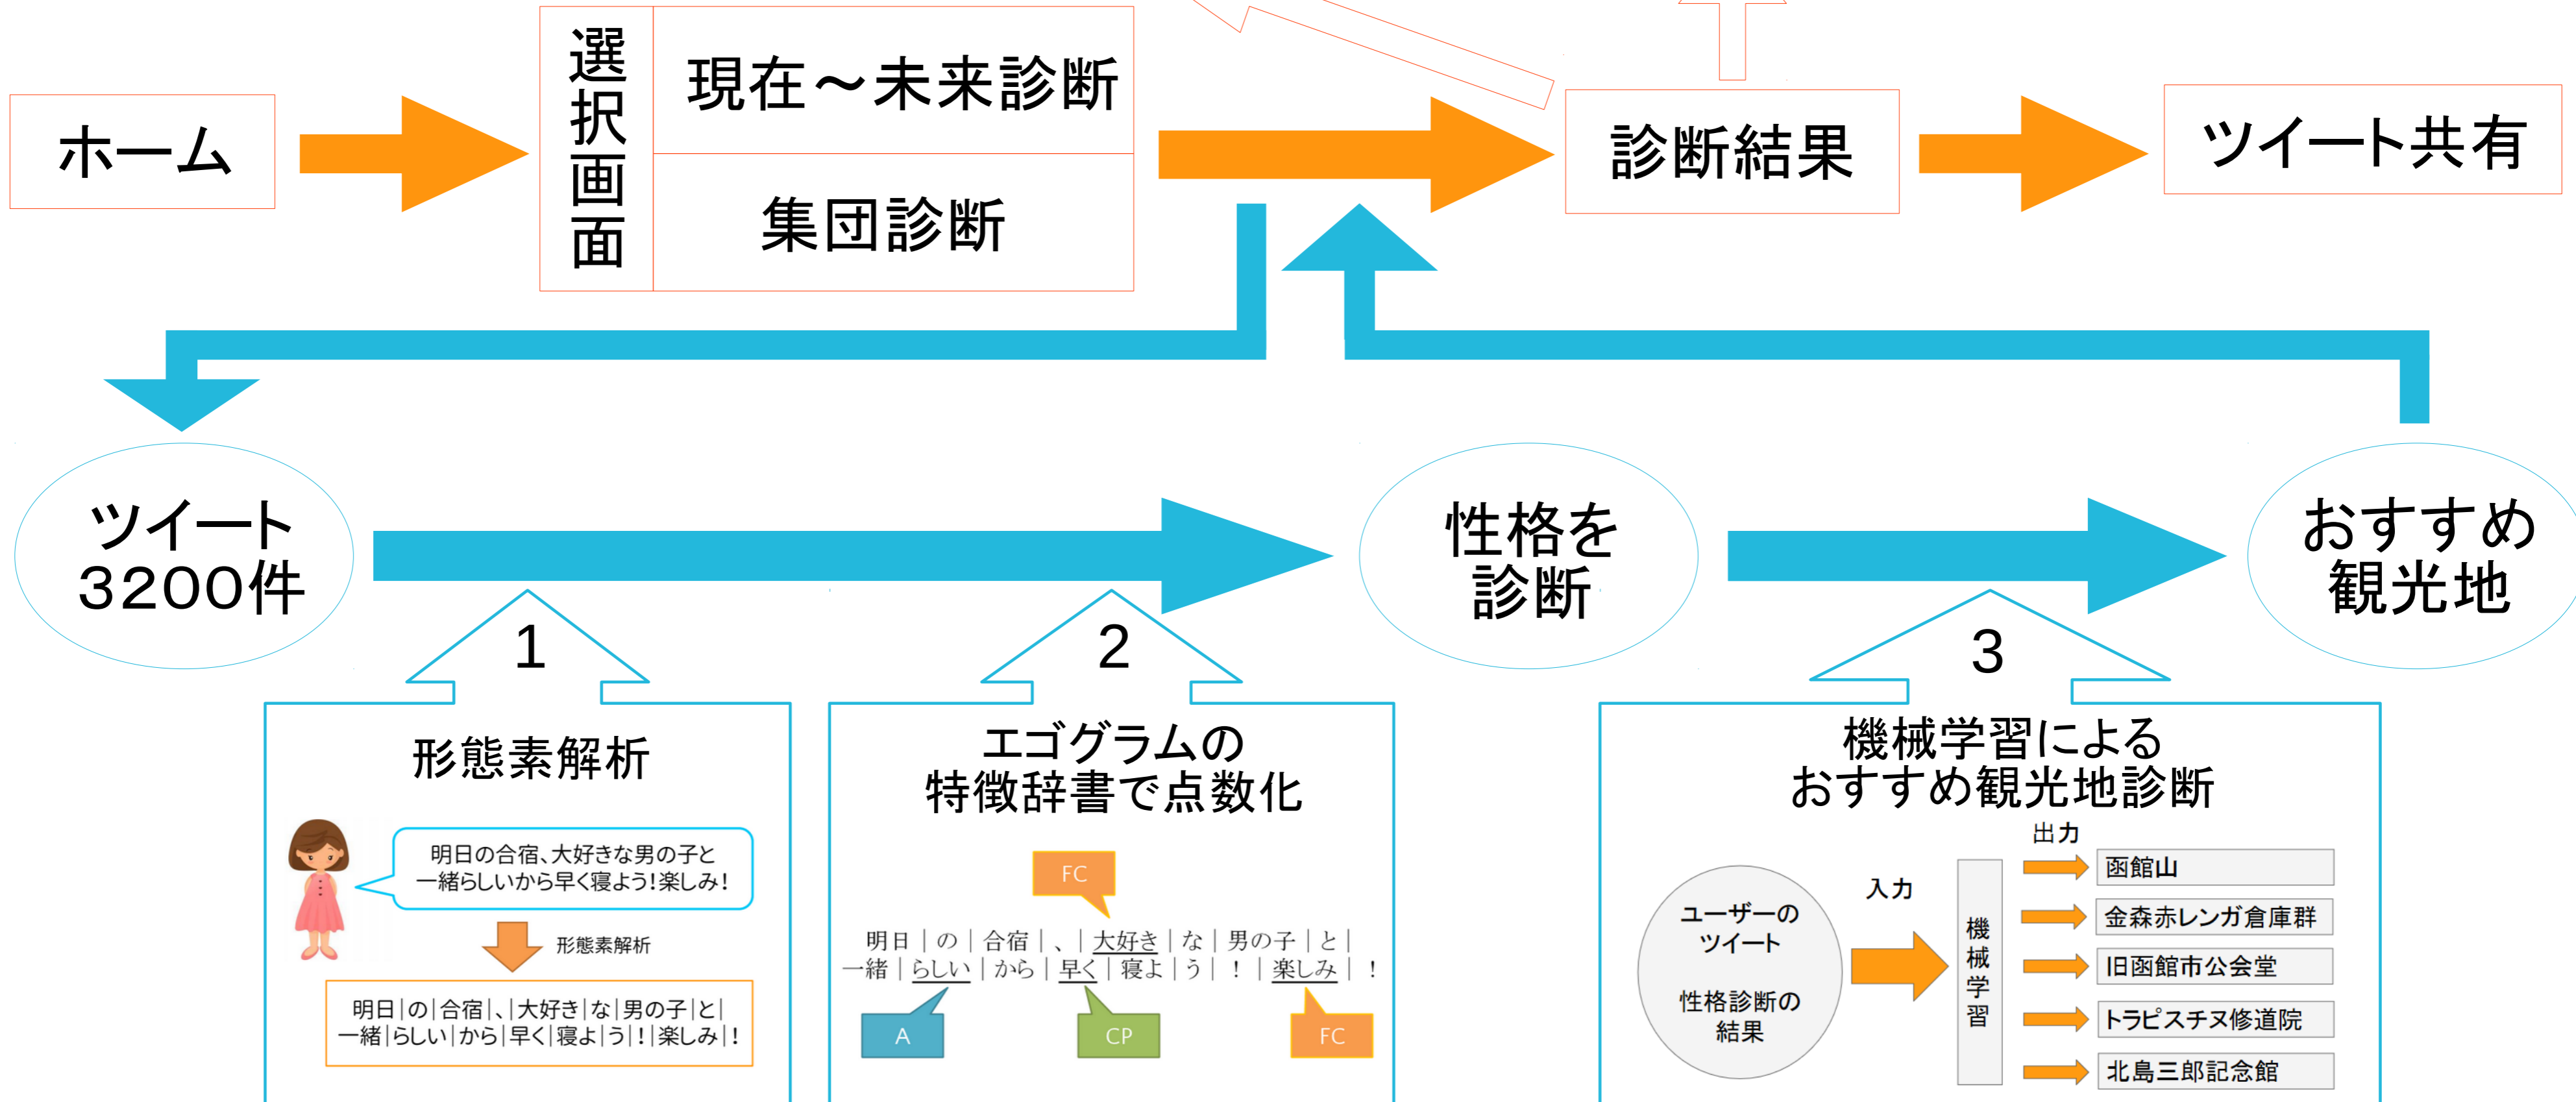 ホーム
選択画面
現在～未来診断
集団診断
診断結果
ツイート共有
ツイート
3200件
性格を
診断
おすすめ
観光地
1
形態素解析
明日の合宿、大好きな男の子と
一緒らしいから早く寝よう!楽しみ!
形態素解析
明日|の|合宿|、|大好き|な|男の子|と|
一緒|らしい|から|早く|寝よ|う|!|楽しみ|!
2
エゴグラムの
特徴辞書で点数化
FC
明日|の|合宿|、|大好き|な|男の子|と|
一緒|らしい|から|早く|寝よ|う|!|楽しみ|!
A
CP
FC
3
機械学習による
おすすめ観光地診断
ユーザーの
ツイート
性格診断の
結果
入力
機械学習
出力
函館山
金森赤レンガ倉庫群
旧函館市公会堂
トラピスチヌ修道院
北島三郎記念館